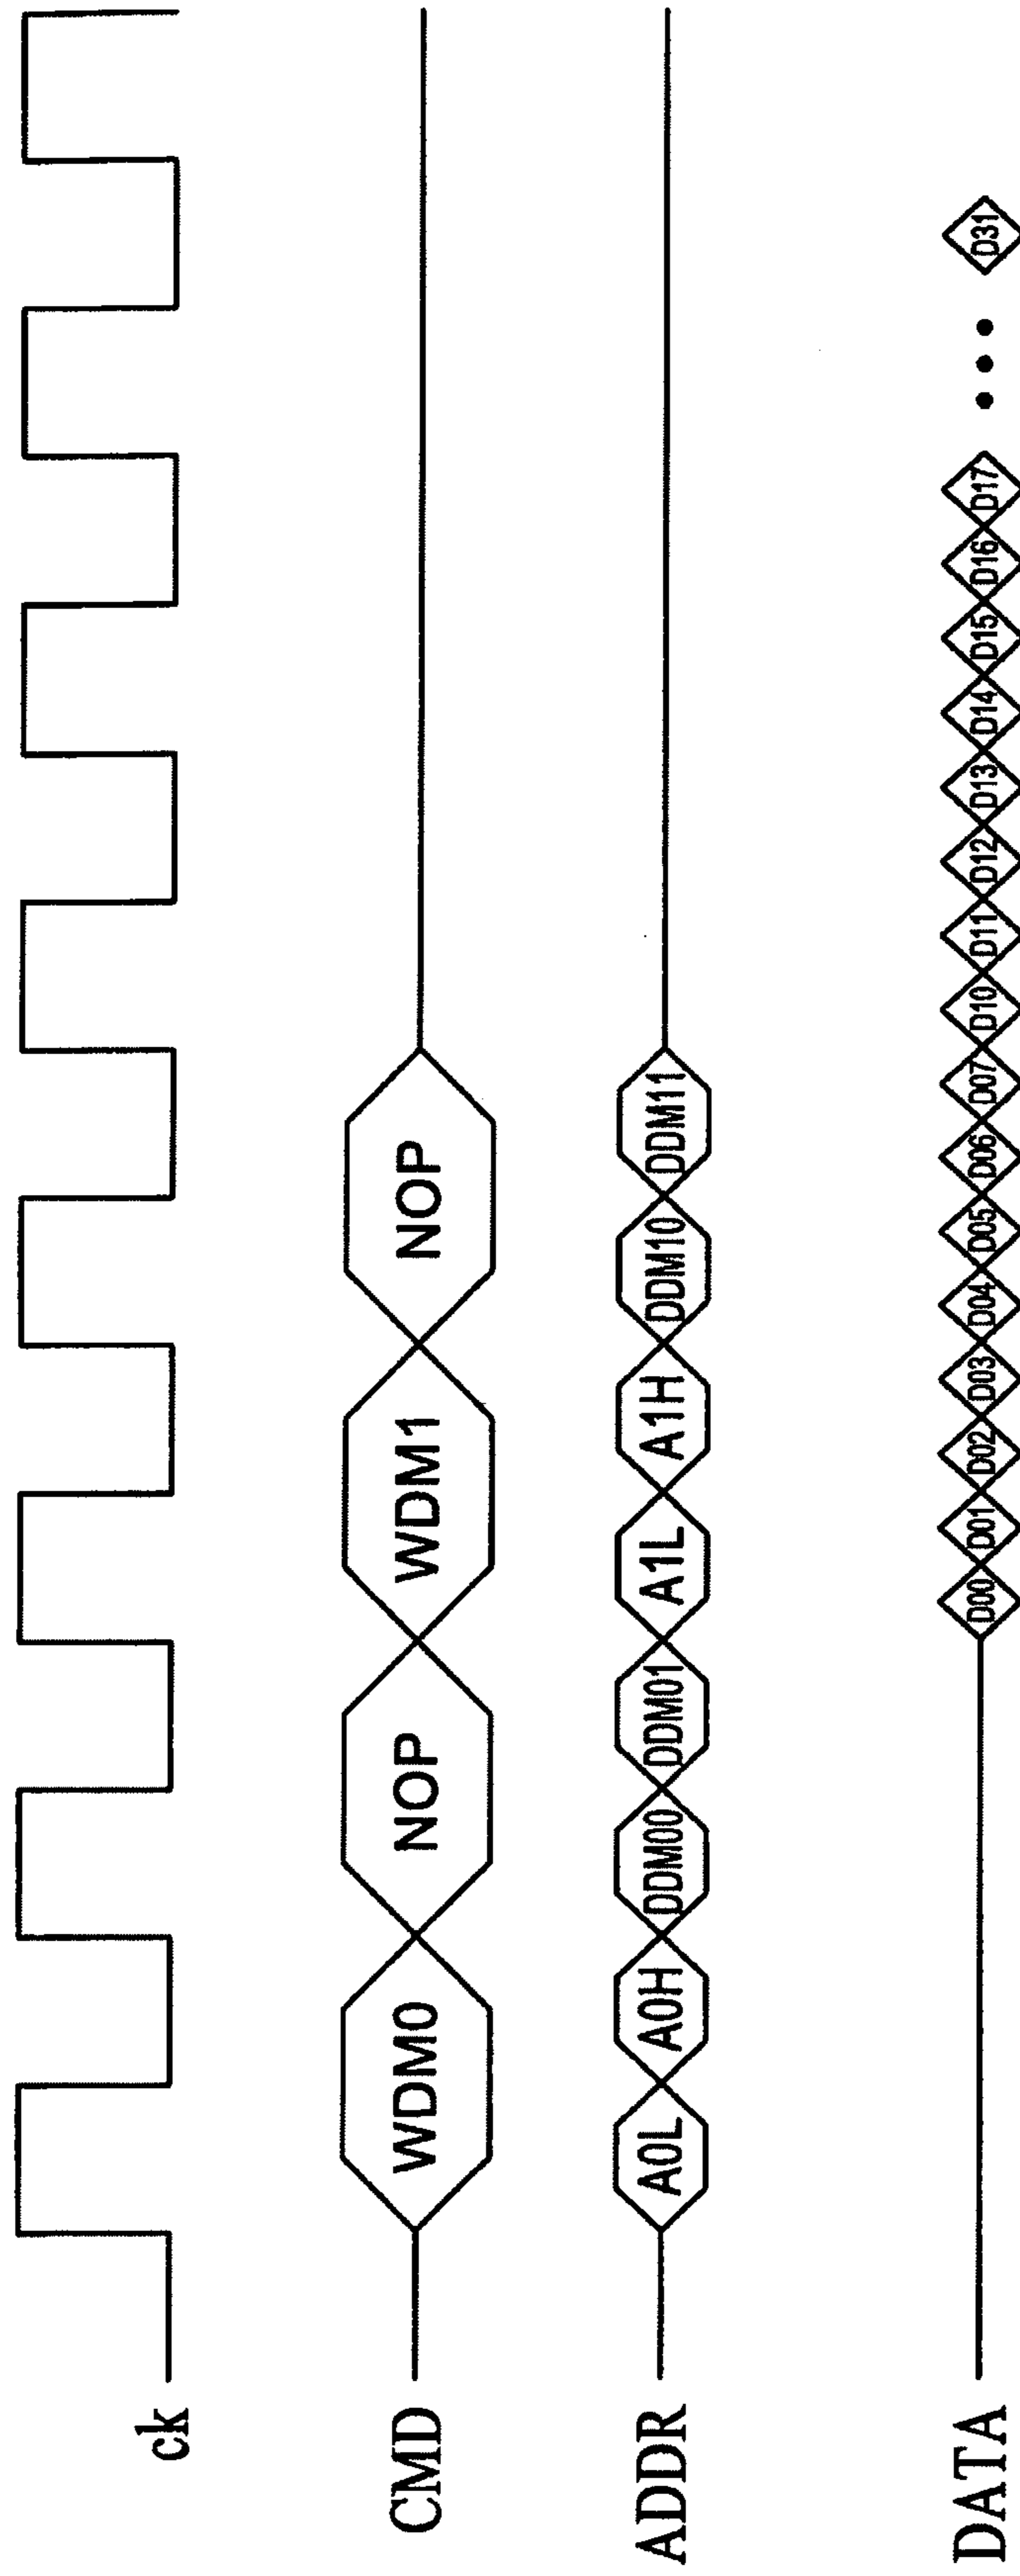 ck
CMD WDM0 NOP WDM1 NOP
ADDR A0L A0H DDM00 DDM01 A1L A1H DDM10 DDM11
DATA D00 D01 D02 D03 D04 D05 D06 D07 D10 D11 D12 D13 D14 D15 D16 D17 ••• D31